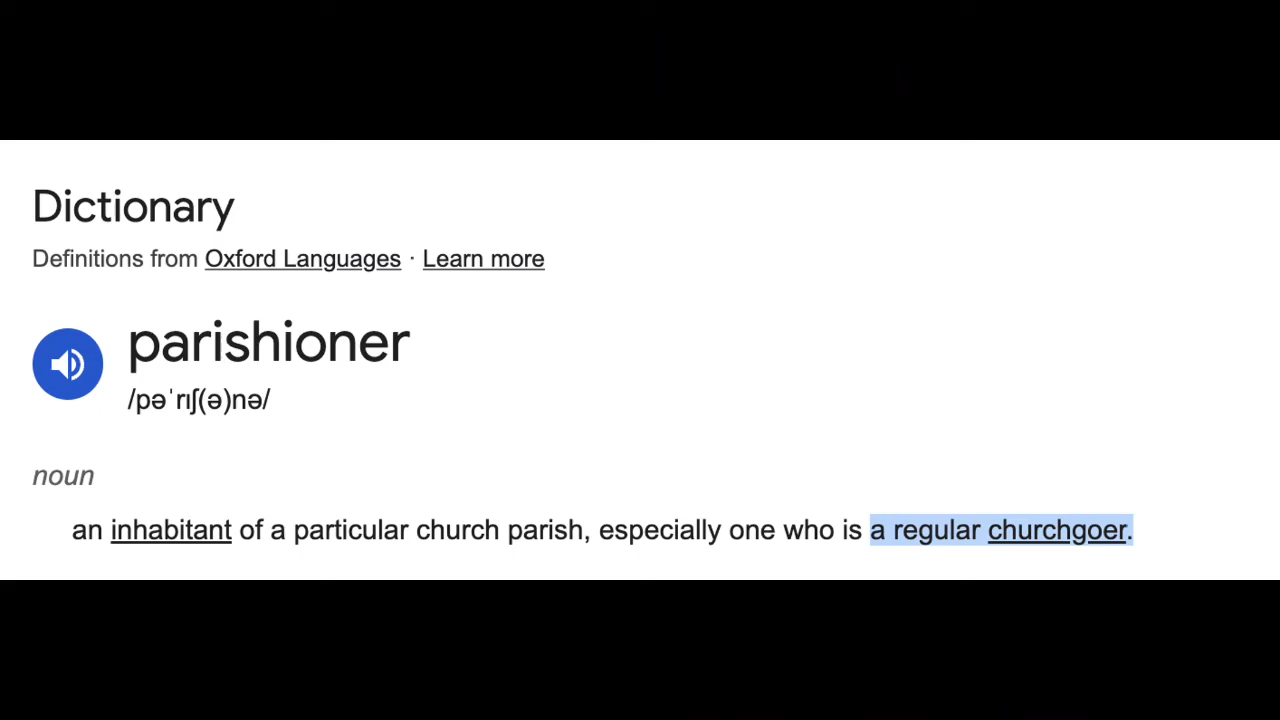 Dictionary
Definitions from Oxford Languages · Learn more
parishioner
/pəˈrɪʃ(ə)nə/
noun
an inhabitant of a particular church parish, especially one who is a regular churchgoer.